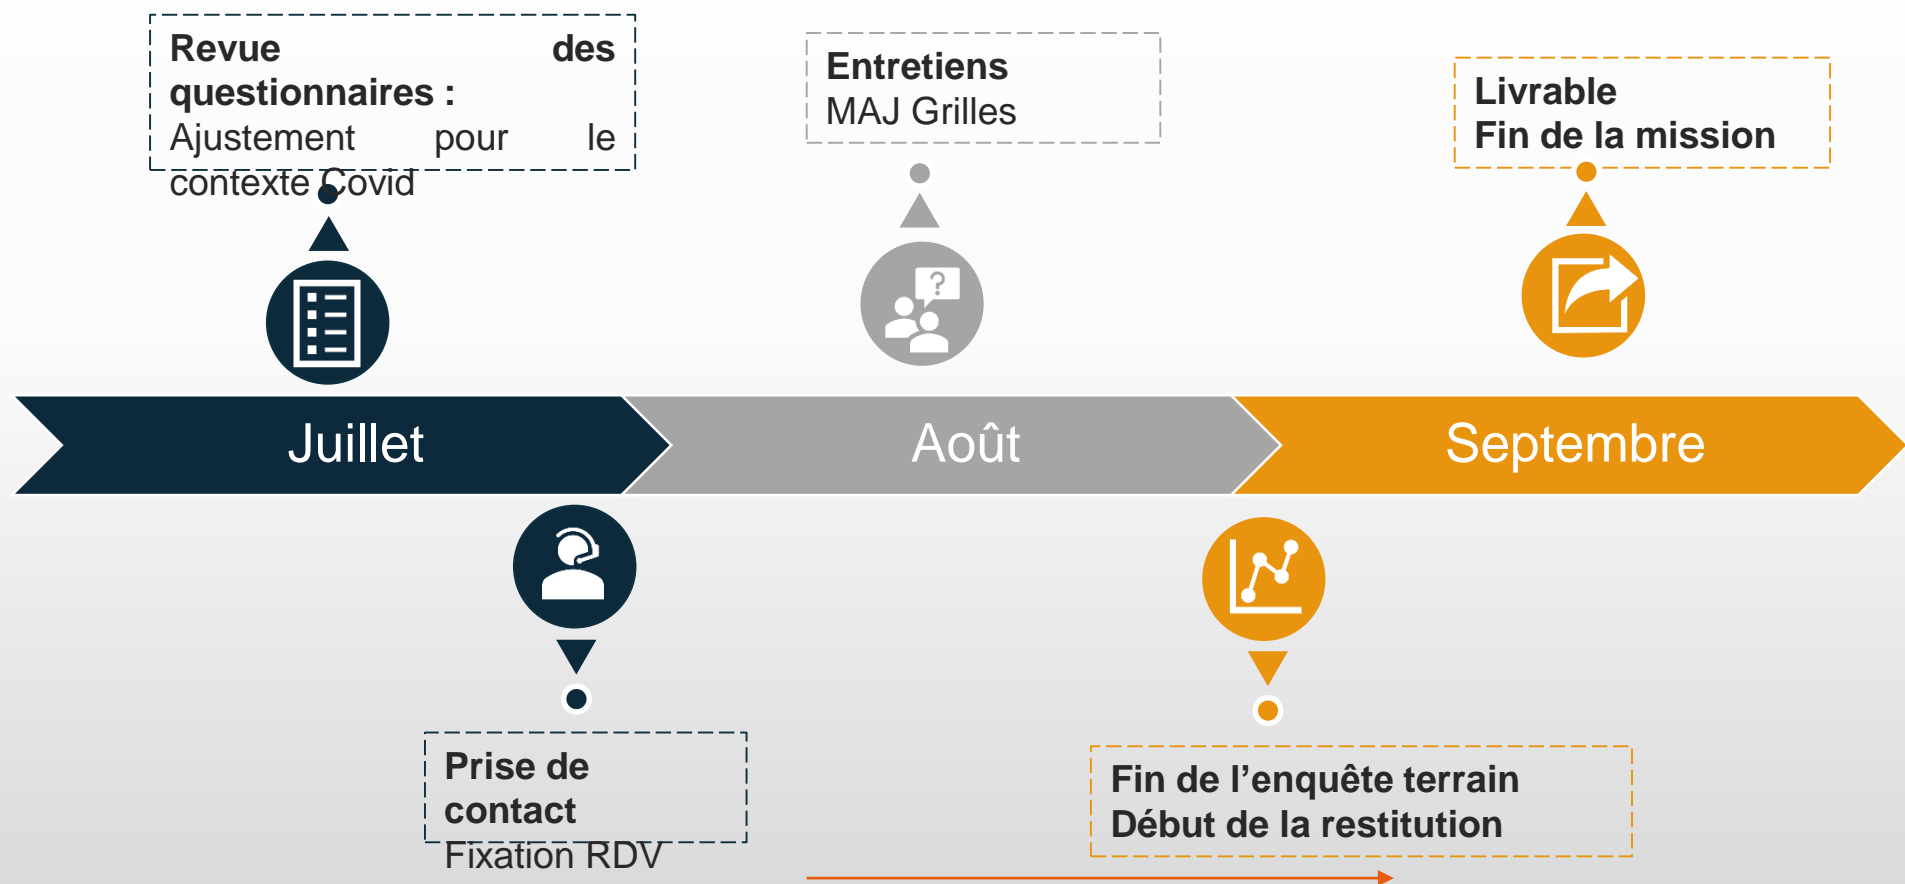 Revue des
questionnaires :
Ajustement pour le
contexte Covid
Entretiens
MAJ Grilles
Livrable
Fin de la mission
?
Juillet
Août
Septembre
Prise de
contact
Fixation RDV
Fin de l’enquête terrain
Début de la restitution